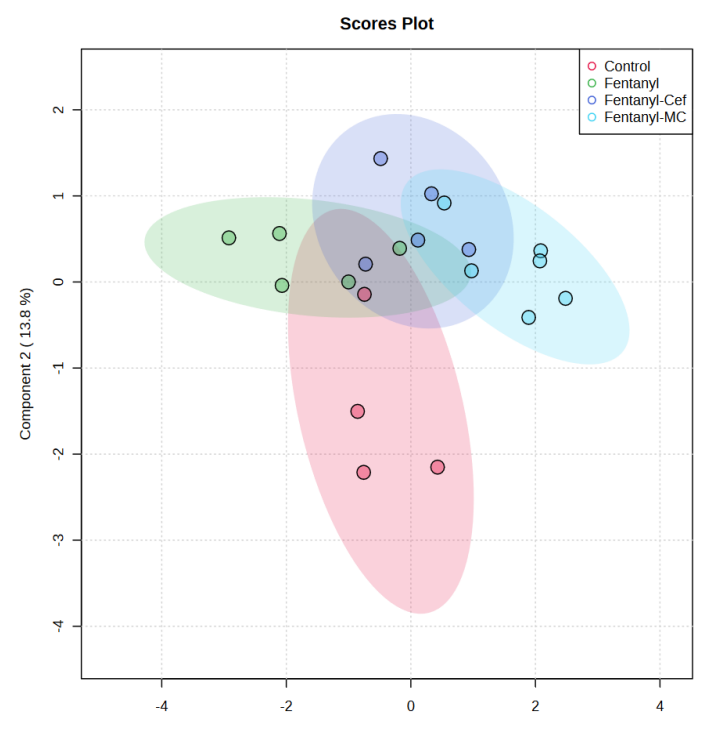 Scores Plot
Control
Fentanyl
Fentanyl-Cef
Fentanyl-MC
Component 2 ( 13.8 %)
2
1
0
-1
-2
-3
-4
-4
-2
0
2
4